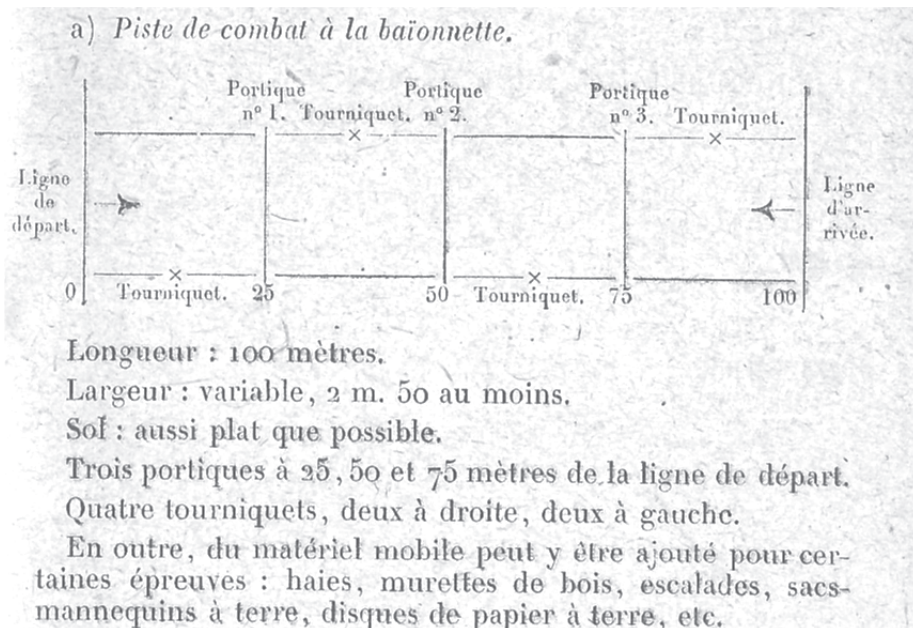 a) Piste de combat à la baïonnette.
Portique Portique Portique
n° 1. Tourniquet. n° 2. n° 3. Tourniquet.
Ligne
de
départ.
Ligne
d'ar-
rivée.
0 Tourniquet. 25 50 Tourniquet. 75 100
Longueur : 100 mètres.
Largeur : variable, 2 m. 50 au moins.
Sol : aussi plat que possible.
Trois portiques à 25, 50 et 75 mètres de la ligne de départ.
Quatre tourniquets, deux à droite, deux à gauche.
En outre, du matériel mobile peut y être ajouté pour cer-
taines épreuves : haies, murettes de bois, escalades, sacs-
mannequins à terre, disques de papier à terre, etc.